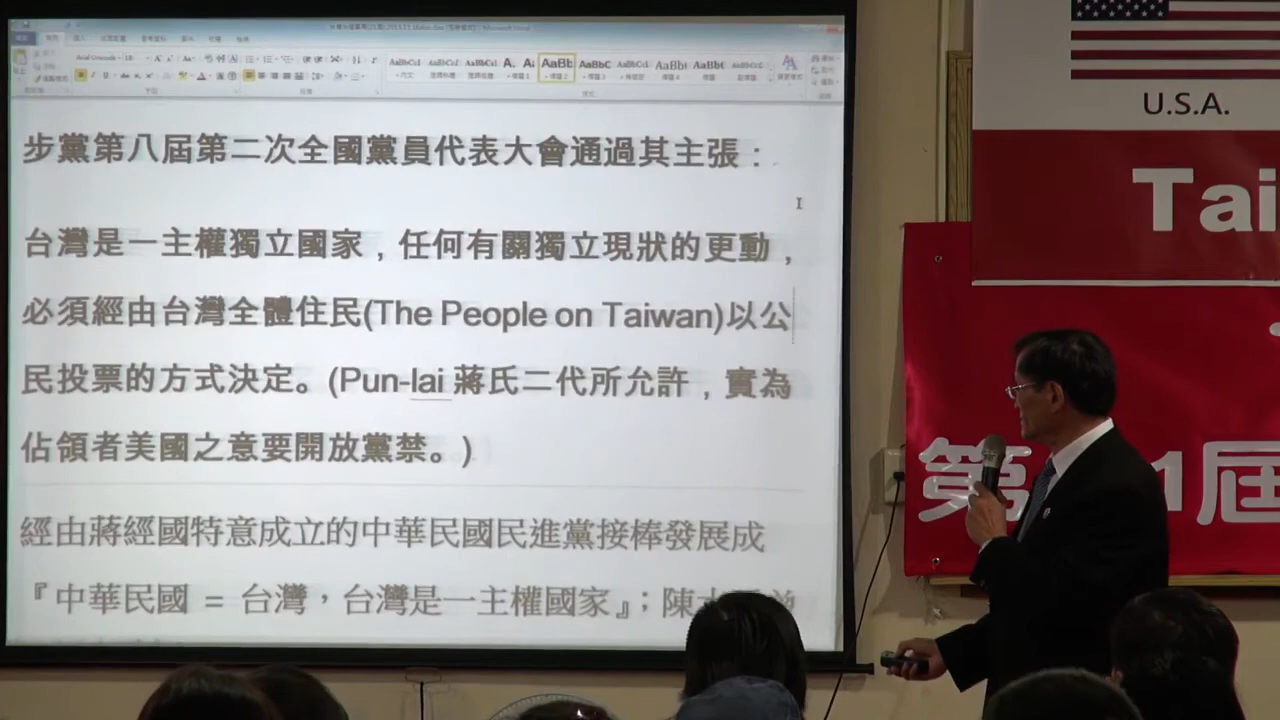 步黨第八屆第二次全國黨員代表大會通過其主張：
台灣是一主權獨立國家，任何有關獨立現狀的更動，
必須經由台灣全體住民(The People on Taiwan)以公
民投票的方式決定。(Pun-lai 蔣氏二代所允許，實為
佔領者美國之意要開放黨禁。)
經由蔣經國特意成立的中華民國民進黨接棒發展成
『中華民國 = 台灣，台灣是一主權國家』；陳
U.S.A.
Tai
第 1屆